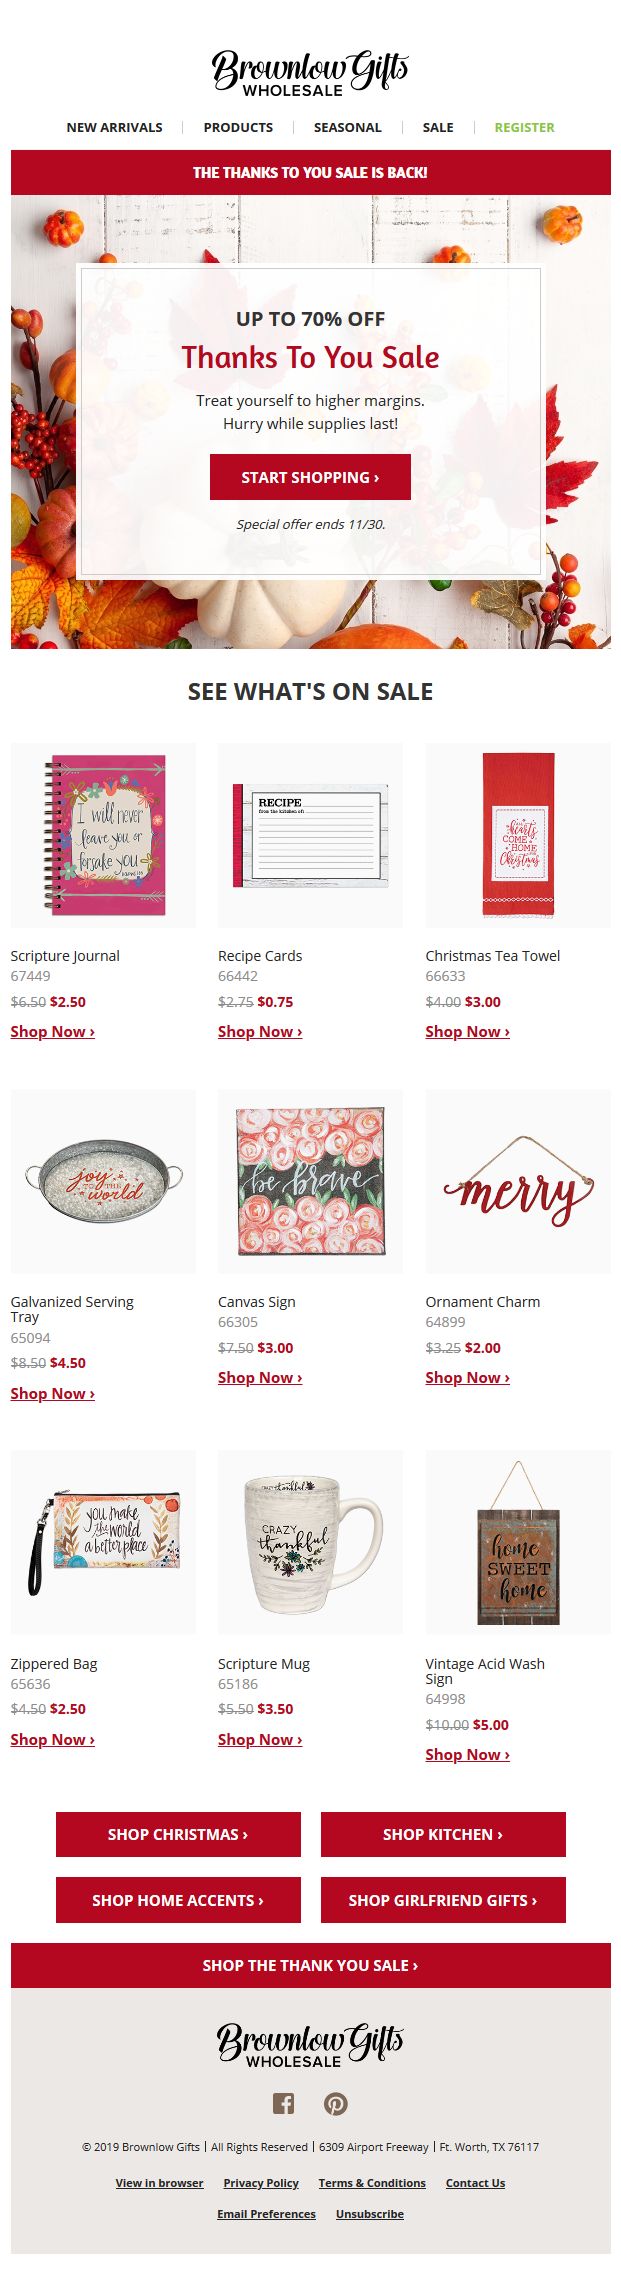 Brownlow Gifts
WHOLESALE
NEW ARRIVALS | PRODUCTS | SEASONAL | SALE | REGISTER
THE THANKS TO YOU SALE IS BACK!
UP TO 70% OFF
Thanks To You Sale
Treat yourself to higher margins.
Hurry while supplies last!
START SHOPPING ›
Special offer ends 11/30.
SEE WHAT'S ON SALE
I will never
leave you or
forsake you
RECIPE
from the kitchen of:
hearts
COME HOME
Christmas
Scripture Journal
67449
$6.50 $2.50
Shop Now ›
Recipe Cards
66442
$2.75 $0.75
Shop Now ›
Christmas Tea Towel
66633
$4.00 $3.00
Shop Now ›
joy
TO THE
world
be brave
merry
Galvanized Serving
Tray
65094
$8.50 $4.50
Shop Now ›
Canvas Sign
66305
$7.50 $3.00
Shop Now ›
Ornament Charm
64899
$3.25 $2.00
Shop Now ›
you make
the world
a better place
CRAZY thankful
CRAZY
thankful
home
SWEET
home
Zippered Bag
65636
$4.50 $2.50
Shop Now ›
Scripture Mug
65186
$5.50 $3.50
Shop Now ›
Vintage Acid Wash
Sign
64998
$10.00 $5.00
Shop Now ›
SHOP CHRISTMAS ›
SHOP KITCHEN ›
SHOP HOME ACCENTS ›
SHOP GIRLFRIEND GIFTS ›
SHOP THE THANK YOU SALE ›
Brownlow Gifts
WHOLESALE
© 2019 Brownlow Gifts | All Rights Reserved | 6309 Airport Freeway | Ft. Worth, TX 76117
View in browser Privacy Policy Terms & Conditions Contact Us
Email Preferences Unsubscribe